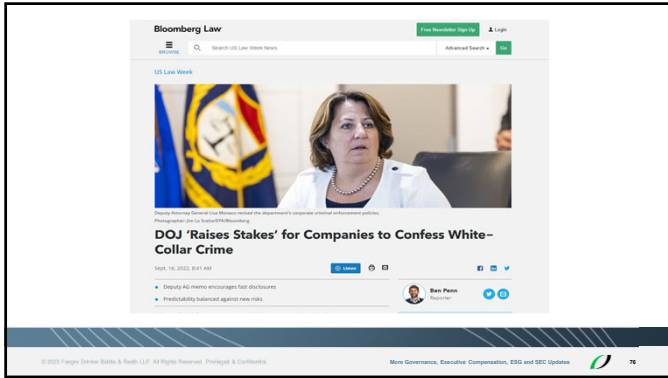 Bloomberg Law
Free Newsletter Sign Up
Login
BROWSE
Search US Law Week News
Advanced Search
Go
US Law Week
Deputy Attorney General Lisa Monaco revised the department's corporate criminal enforcement policies.
Photographer: Jim Lo Scalzo/EPA/Bloomberg
DOJ 'Raises Stakes' for Companies to Confess White-
Collar Crime
Sept. 16, 2022, 8:41 AM
Listen
Deputy AG memo encourages fast disclosures
Predictability balanced against new risks
Ben Penn
Reporter
© 2023 Faegre Drinker Biddle & Reath LLP. All Rights Reserved. Privileged & Confidential.
More Governance, Executive Compensation, ESG and SEC Updates
76